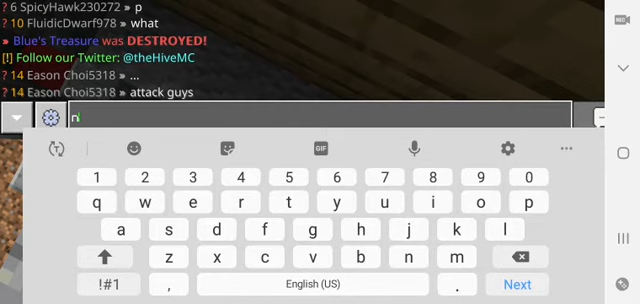 ? 6 SpicyHawk230272 » p
? 10 FluidicDwarf978 » what
» Blue's Treasure was DESTROYED!
[!] Follow our Twitter: @theHiveMC
? 14 Eason Choi5318 » ...
? 14 Eason Choi5318 » attack guys
n
REC
T
GIF
1 2 3 4 5 6 7 8 9 0
q w e r t y u i o p
a s d f g h j k l
z x c v b n m
!#1 , English (US) . Next